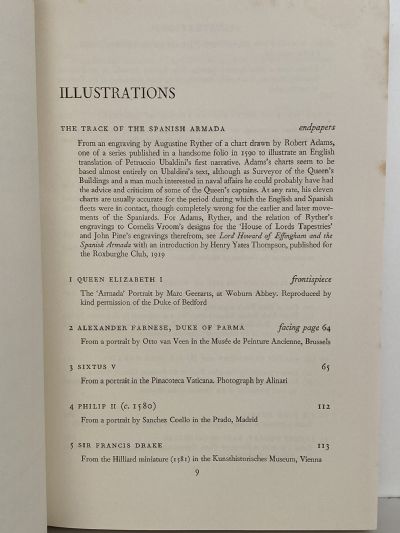 ILLUSTRATIONS
THE TRACK OF THE SPANISH ARMADA endpapers
From an engraving by Augustine Ryther of a chart drawn by Robert Adams,
one of a series published in a handsome folio in 1590 to illustrate an English
translation of Petruccio Ubaldini's first narrative. Adams's charts seem to be
based almost entirely on Ubaldini's text, although as Surveyor of the Queen's
Buildings and a man much interested in naval affairs he could probably have had
the advice and criticism of some of the Queen's captains. At any rate, his eleven
charts are usually accurate for the period during which the English and Spanish
fleets were in contact, though completely wrong for the earlier and later move-
ments of the Spaniards. For Adams, Ryther, and the relation of Ryther's
engravings to Cornelis Vroom's designs for the 'House of Lords Tapestries'
and John Pine's engravings therefrom, see Lord Howard of Effingham and the
Spanish Armada with an introduction by Henry Yates Thompson, published for
the Roxburghe Club, 1919
1 QUEEN ELIZABETH I frontispiece
The 'Armada' Portrait by Marc Geerarts, at Woburn Abbey. Reproduced by
kind permission of the Duke of Bedford
2 ALEXANDER FARNESE, DUKE OF PARMA facing page 64
From a portrait by Otto van Veen in the Musée de Peinture Ancienne, Brussels
3 SIXTUS V 65
From a portrait in the Pinacoteca Vaticana. Photograph by Alinari
4 PHILIP II (c. 1580) 112
From a portrait by Sanchez Coello in the Prado, Madrid
5 SIR FRANCIS DRAKE 113
From the Hilliard miniature (1581) in the Kunsthistorisches Museum, Vienna
9